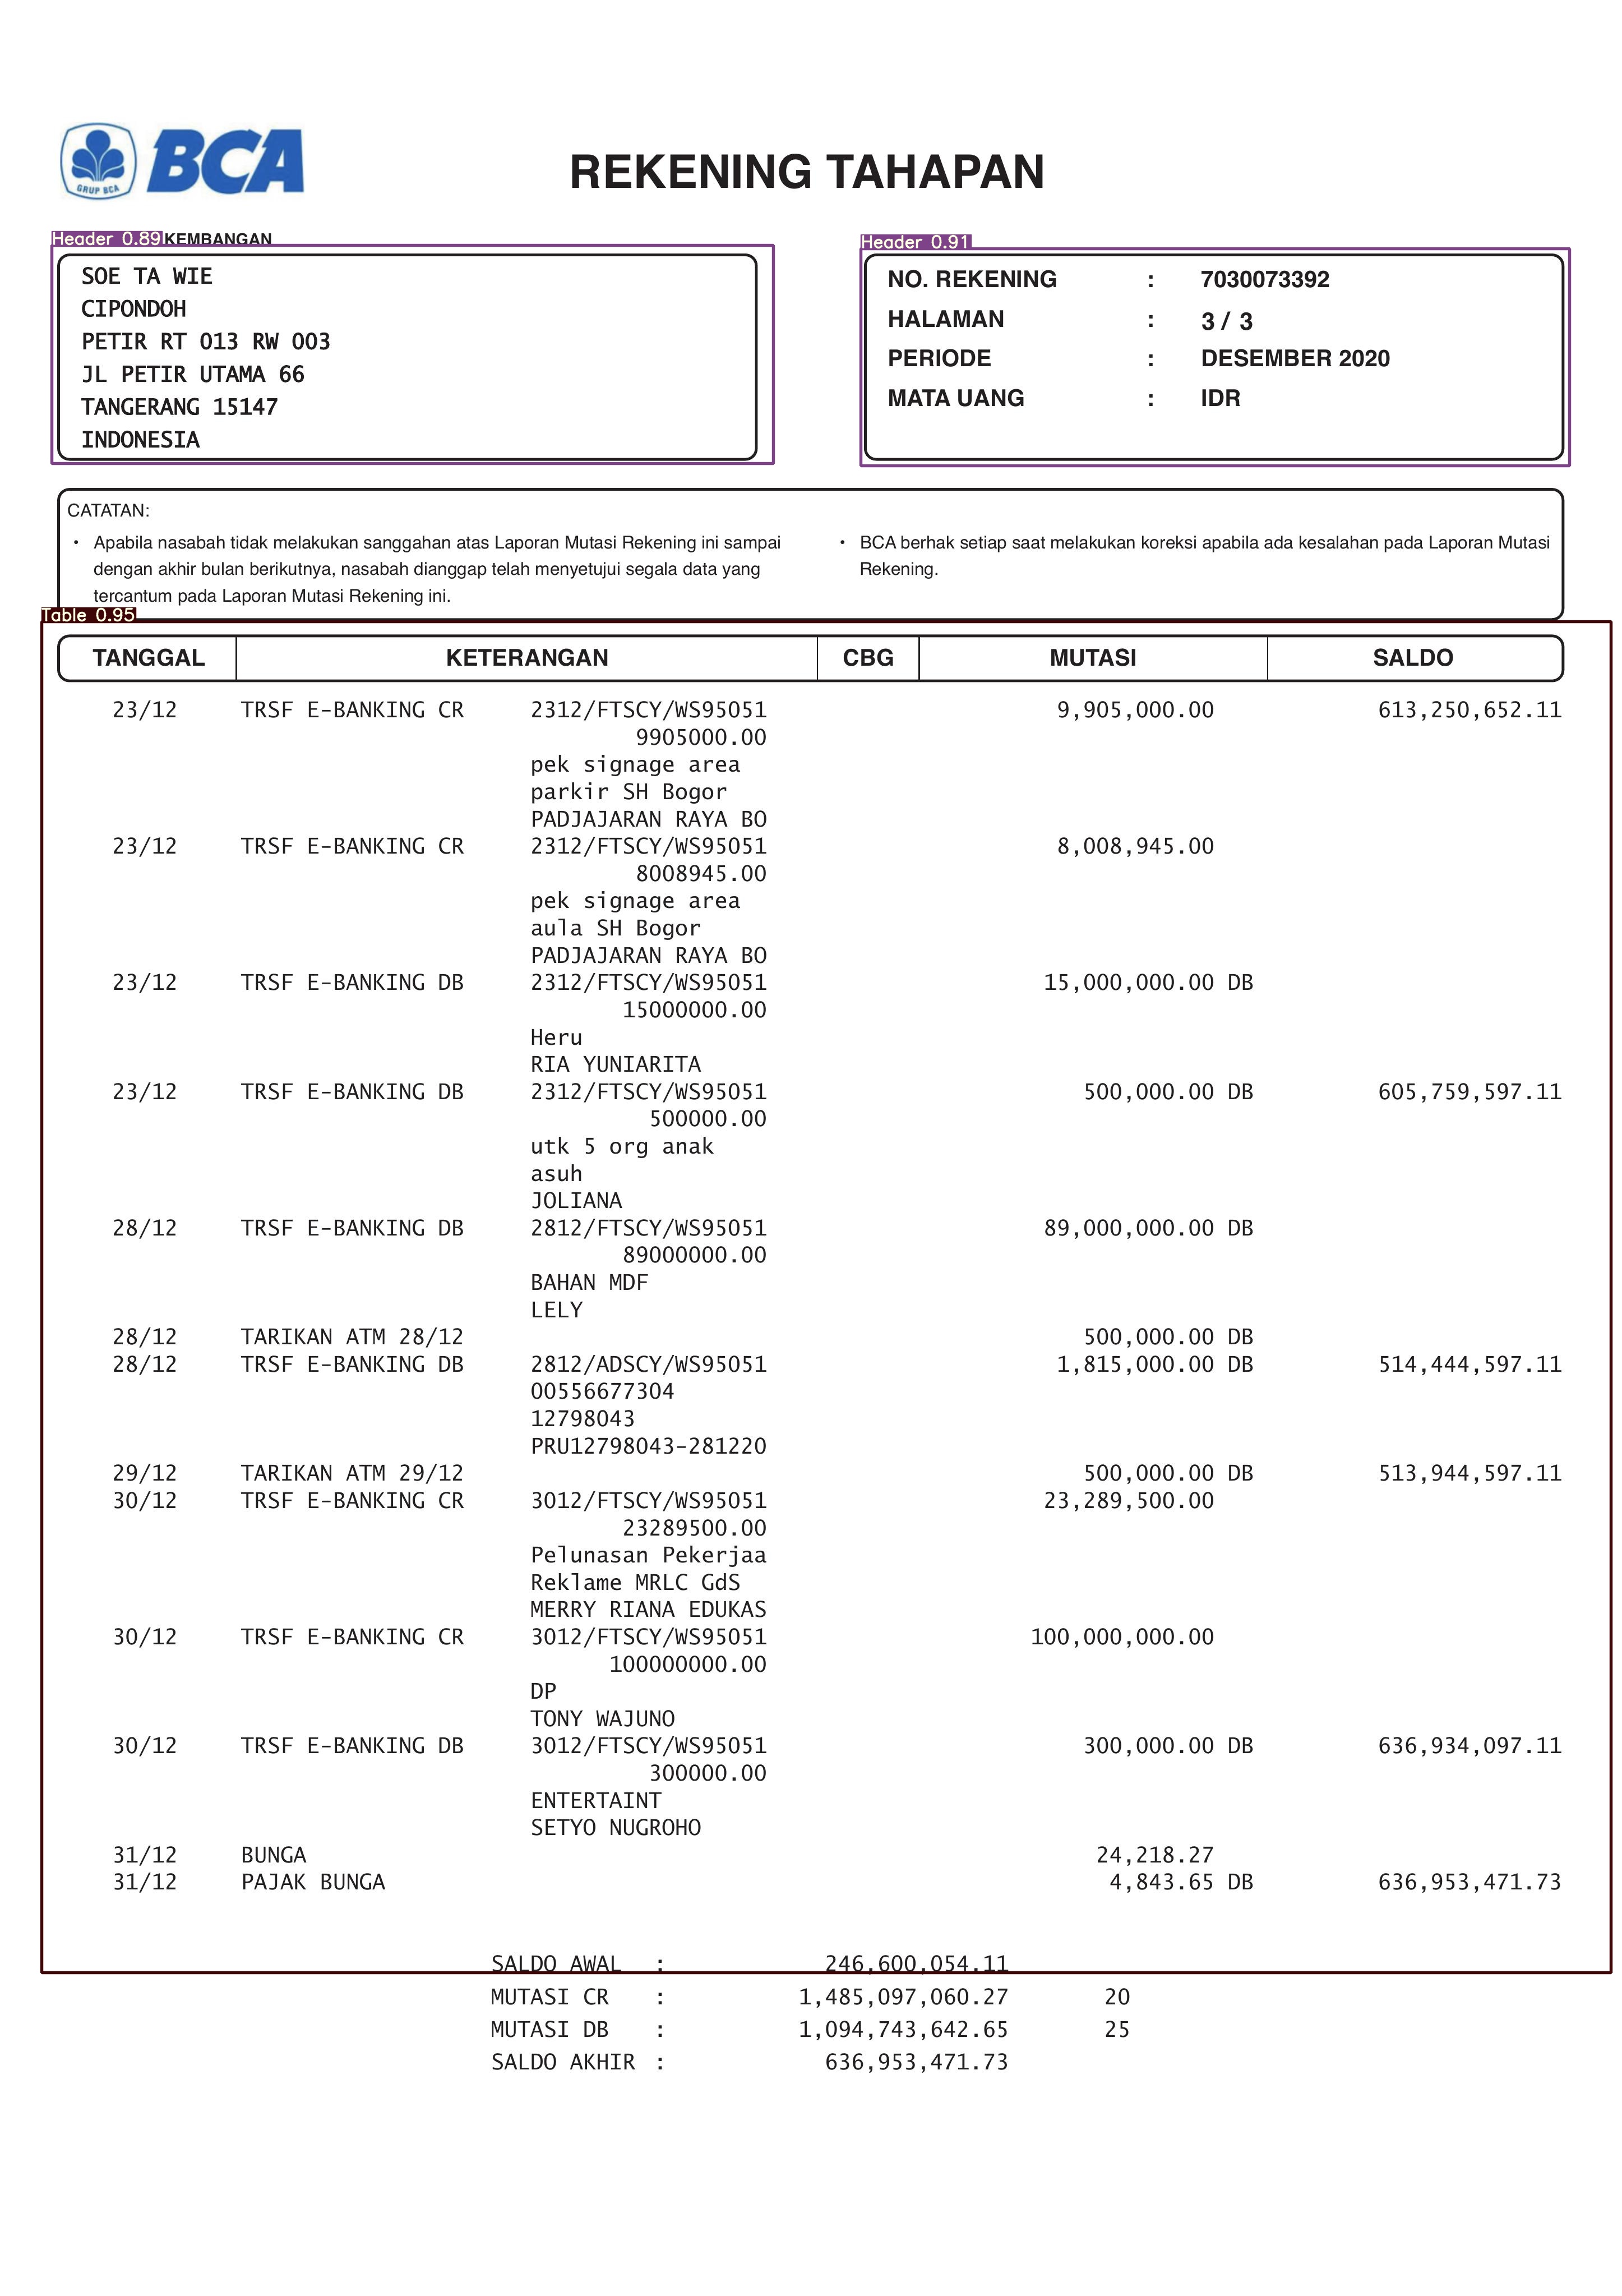 GRUP BCA
BCA
REKENING TAHAPAN
Header 0.89 KEMBANGAN
SOE TA WIE
CIPONDOH
PETIR RT 013 RW 003
JL PETIR UTAMA 66
TANGERANG 15147
INDONESIA
Header 0.91
NO. REKENING : 7030073392
HALAMAN : 3 / 3
PERIODE : DESEMBER 2020
MATA UANG : IDR
CATATAN:
• Apabila nasabah tidak melakukan sanggahan atas Laporan Mutasi Rekening ini sampai
dengan akhir bulan berikutnya, nasabah dianggap telah menyetujui segala data yang
tercantum pada Laporan Mutasi Rekening ini.
• BCA berhak setiap saat melakukan koreksi apabila ada kesalahan pada Laporan Mutasi
Rekening.
Table 0.95
TANGGAL KETERANGAN CBG MUTASI SALDO
23/12 TRSF E-BANKING CR 2312/FTSCY/WS95051 9,905,000.00 613,250,652.11
9905000.00
pek signage area
parkir SH Bogor
PADJAJARAN RAYA BO
23/12 TRSF E-BANKING CR 2312/FTSCY/WS95051 8,008,945.00
8008945.00
pek signage area
aula SH Bogor
PADJAJARAN RAYA BO
23/12 TRSF E-BANKING DB 2312/FTSCY/WS95051 15,000,000.00 DB
15000000.00
Heru
RIA YUNIARITA
23/12 TRSF E-BANKING DB 2312/FTSCY/WS95051 500,000.00 DB 605,759,597.11
500000.00
utk 5 org anak
asuh
JOLIANA
28/12 TRSF E-BANKING DB 2812/FTSCY/WS95051 89,000,000.00 DB
89000000.00
BAHAN MDF
LELY
28/12 TARIKAN ATM 28/12 500,000.00 DB
28/12 TRSF E-BANKING DB 2812/ADSCY/WS95051 1,815,000.00 DB 514,444,597.11
00556677304
12798043
PRU12798043-281220
29/12 TARIKAN ATM 29/12 500,000.00 DB 513,944,597.11
30/12 TRSF E-BANKING CR 3012/FTSCY/WS95051 23,289,500.00
23289500.00
Pelunasan Pekerjaa
Reklame MRLC GdS
MERRY RIANA EDUKAS
30/12 TRSF E-BANKING CR 3012/FTSCY/WS95051 100,000,000.00
100000000.00
DP
TONY WAJUNO
30/12 TRSF E-BANKING DB 3012/FTSCY/WS95051 300,000.00 DB 636,934,097.11
300000.00
ENTERTAINT
SETYO NUGROHO
31/12 BUNGA 24,218.27
31/12 PAJAK BUNGA 4,843.65 DB 636,953,471.73
SALDO AWAL : 246,600,054.11
MUTASI CR : 1,485,097,060.27 20
MUTASI DB : 1,094,743,642.65 25
SALDO AKHIR : 636,953,471.73